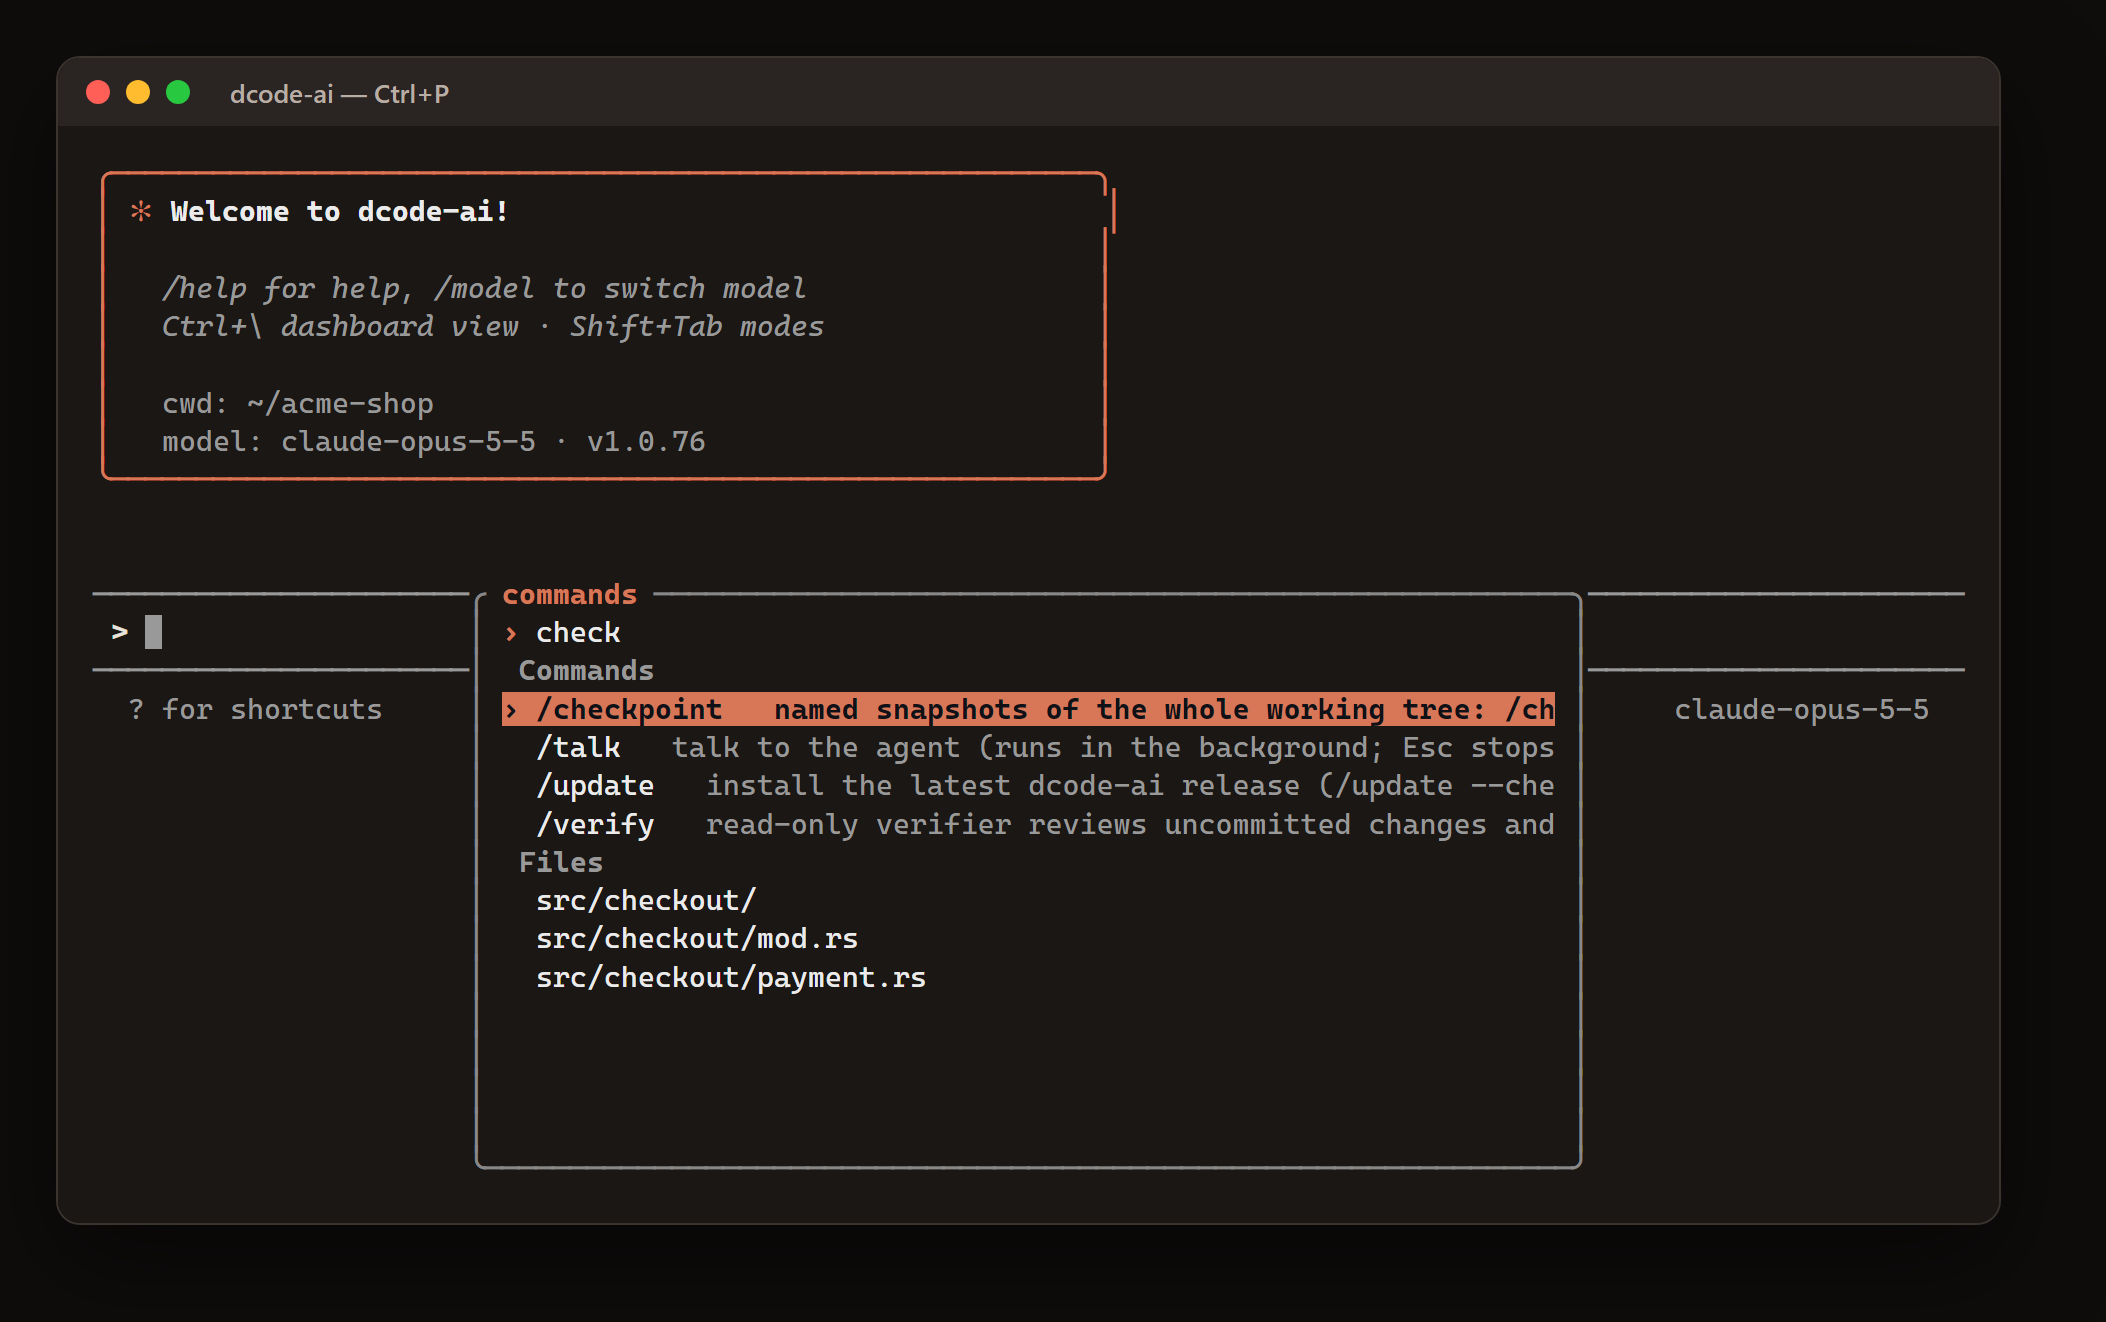 dcode-ai — Ctrl+P
✻ Welcome to dcode-ai!
/help for help, /model to switch model
Ctrl+\ dashboard view · Shift+Tab modes
cwd: ~/acme-shop
model: claude-opus-5-5 · v1.0.76
commands
> █
› check
Commands
? for shortcuts
› /checkpoint   named snapshots of the whole working tree: /ch
claude-opus-5-5
/talk   talk to the agent (runs in the background; Esc stops
/update   install the latest dcode-ai release (/update --che
/verify   read-only verifier reviews uncommitted changes and
Files
src/checkout/
src/checkout/mod.rs
src/checkout/payment.rs